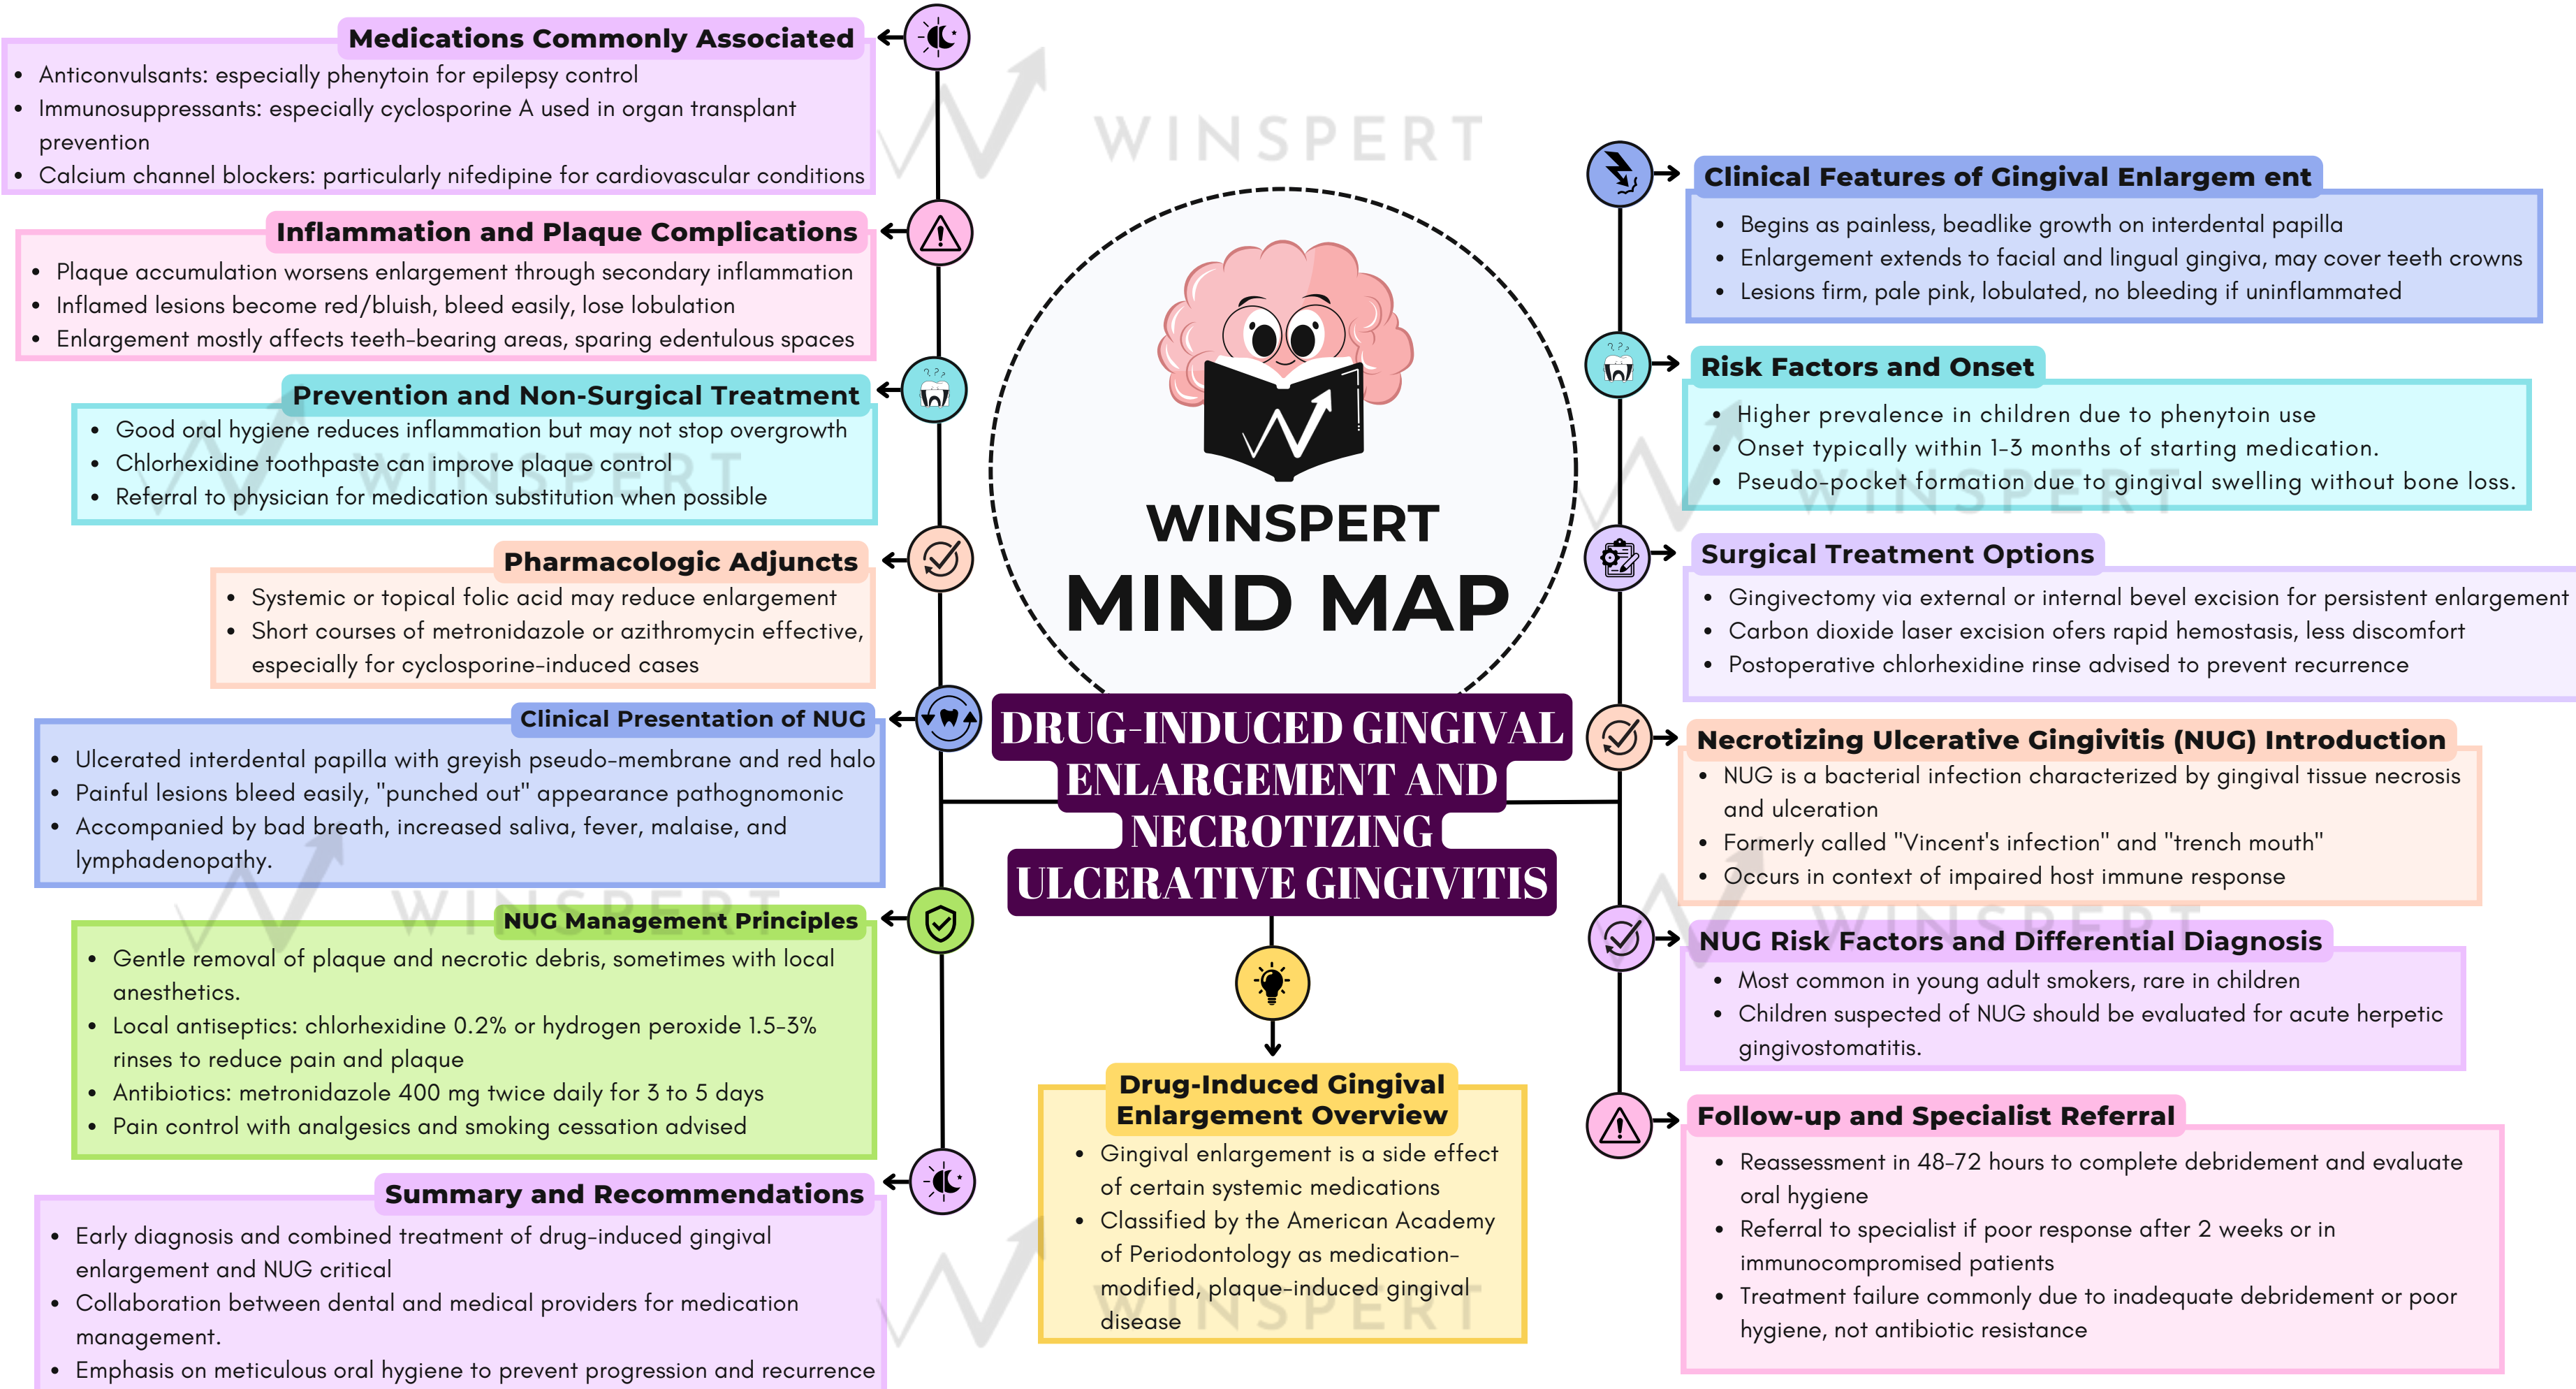 Medications Commonly Associated
• Anticonvulsants: especially phenytoin for epilepsy control
• Immunosuppressants: especially cyclosporine A used in organ transplant
prevention
• Calcium channel blockers: particularly nifedipine for cardiovascular conditions
Inflammation and Plaque Complications
• Plaque accumulation worsens enlargement through secondary inflammation
• Inflamed lesions become red/bluish, bleed easily, lose lobulation
• Enlargement mostly affects teeth-bearing areas, sparing edentulous spaces
Prevention and Non-Surgical Treatment
• Good oral hygiene reduces inflammation but may not stop overgrowth
• Chlorhexidine toothpaste can improve plaque control
• Referral to physician for medication substitution when possible
Pharmacologic Adjuncts
• Systemic or topical folic acid may reduce enlargement
• Short courses of metronidazole or azithromycin effective,
especially for cyclosporine-induced cases
Clinical Presentation of NUG
• Ulcerated interdental papilla with greyish pseudo-membrane and red halo
• Painful lesions bleed easily, "punched out" appearance pathognomonic
• Accompanied by bad breath, increased saliva, fever, malaise, and
lymphadenopathy.
NUG Management Principles
• Gentle removal of plaque and necrotic debris, sometimes with local
anesthetics.
• Local antiseptics: chlorhexidine 0.2% or hydrogen peroxide 1.5-3%
rinses to reduce pain and plaque
• Antibiotics: metronidazole 400 mg twice daily for 3 to 5 days
• Pain control with analgesics and smoking cessation advised
Summary and Recommendations
• Early diagnosis and combined treatment of drug-induced gingival
enlargement and NUG critical
• Collaboration between dental and medical providers for medication
management.
• Emphasis on meticulous oral hygiene to prevent progression and recurrence
WINSPERT
WINSPERT
MIND MAP
DRUG-INDUCED GINGIVAL
ENLARGEMENT AND
NECROTIZING
ULCERATIVE GINGIVITIS
Drug-Induced Gingival
Enlargement Overview
• Gingival enlargement is a side effect
of certain systemic medications
• Classified by the American Academy
of Periodontology as medication-
modified, plaque-induced gingival
disease
Clinical Features of Gingival Enlargem ent
• Begins as painless, beadlike growth on interdental papilla
• Enlargement extends to facial and lingual gingiva, may cover teeth crowns
• Lesions firm, pale pink, lobulated, no bleeding if uninflammated
Risk Factors and Onset
• Higher prevalence in children due to phenytoin use
• Onset typically within 1-3 months of starting medication.
• Pseudo-pocket formation due to gingival swelling without bone loss.
Surgical Treatment Options
• Gingivectomy via external or internal bevel excision for persistent enlargement
• Carbon dioxide laser excision ofers rapid hemostasis, less discomfort
• Postoperative chlorhexidine rinse advised to prevent recurrence
Necrotizing Ulcerative Gingivitis (NUG) Introduction
• NUG is a bacterial infection characterized by gingival tissue necrosis
and ulceration
• Formerly called "Vincent's infection" and "trench mouth"
• Occurs in context of impaired host immune response
NUG Risk Factors and Differential Diagnosis
• Most common in young adult smokers, rare in children
• Children suspected of NUG should be evaluated for acute herpetic
gingivostomatitis.
Follow-up and Specialist Referral
• Reassessment in 48-72 hours to complete debridement and evaluate
oral hygiene
• Referral to specialist if poor response after 2 weeks or in
immunocompromised patients
• Treatment failure commonly due to inadequate debridement or poor
hygiene, not antibiotic resistance
WINSPERT
WINSPERT
WINSPERT
WINSPERT
WINSPERT